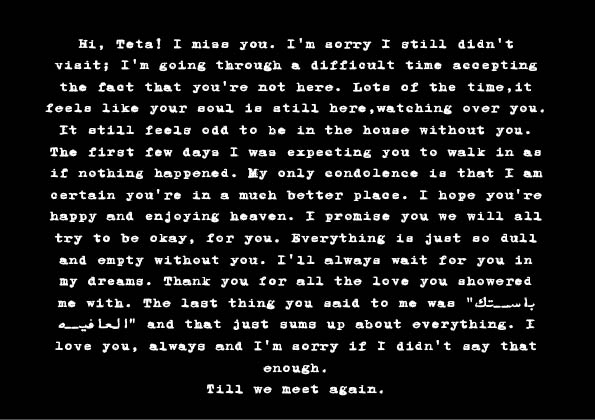 Hi, Teta! I miss you. I'm sorry I still didn't
visit; I'm going through a difficult time accepting
the fact that you're not here. Lots of the time,it
feels like your soul is still here,watching over you.
It still feels odd to be in the house without you.
The first few days I was expecting you to walk in as
if nothing happened. My only condolence is that I am
certain you're in a much better place. I hope you're
happy and enjoying heaven. I promise you we will all
try to be okay, for you. Everything is just so dull
and empty without you. I'll always wait for you in
my dreams. Thank you for all the love you showered
me with. The last thing you said to me was "باســتك
العافيــه" and that just sums up about everything. I
love you, always and I'm sorry if I didn't say that
enough.
Till we meet again.